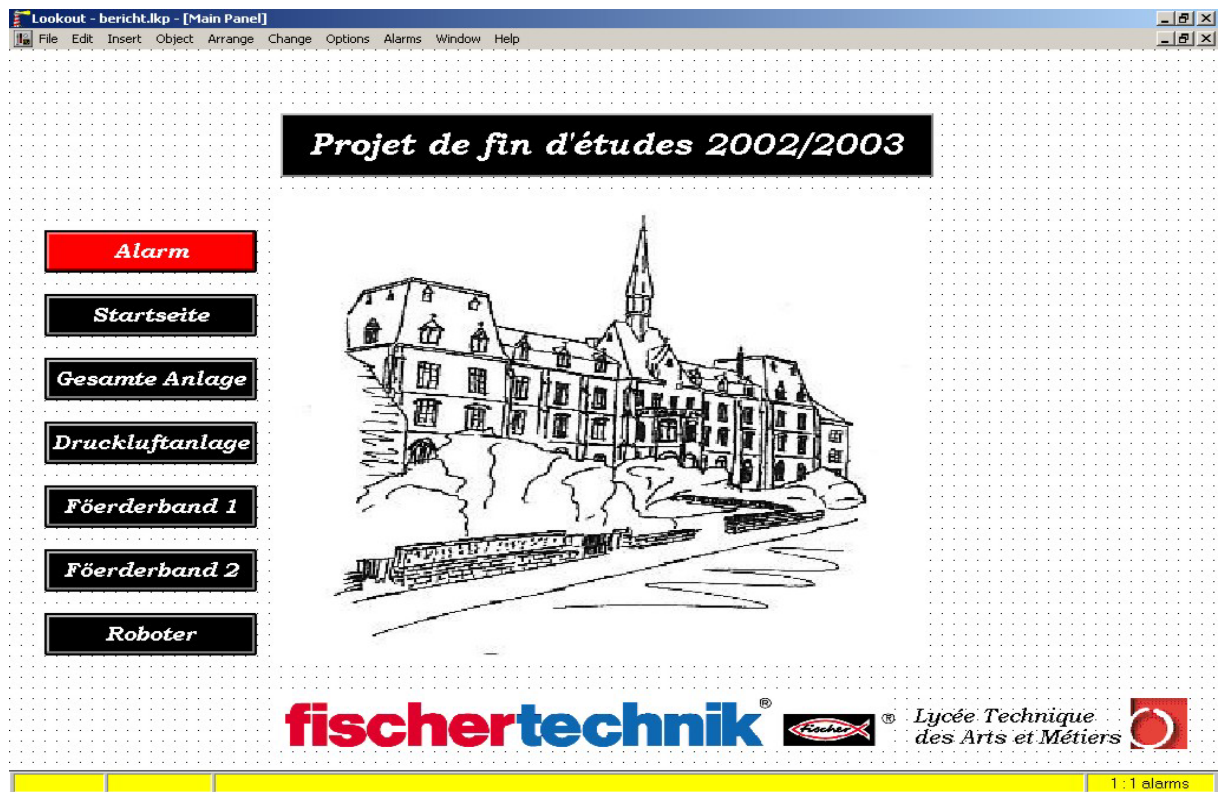 Lookout - bericht.lkp - [Main Panel]
File Edit Insert Object Arrange Change Options Alarms Window Help
Projet de fin d'études 2002/2003
Alarm
Startseite
Gesamte Anlage
Druckluftanlage
Föerderband 1
Föerderband 2
Roboter
fischertechnik®
fischer ®
Lycée Technique
des Arts et Métiers
1 : 1 alarms